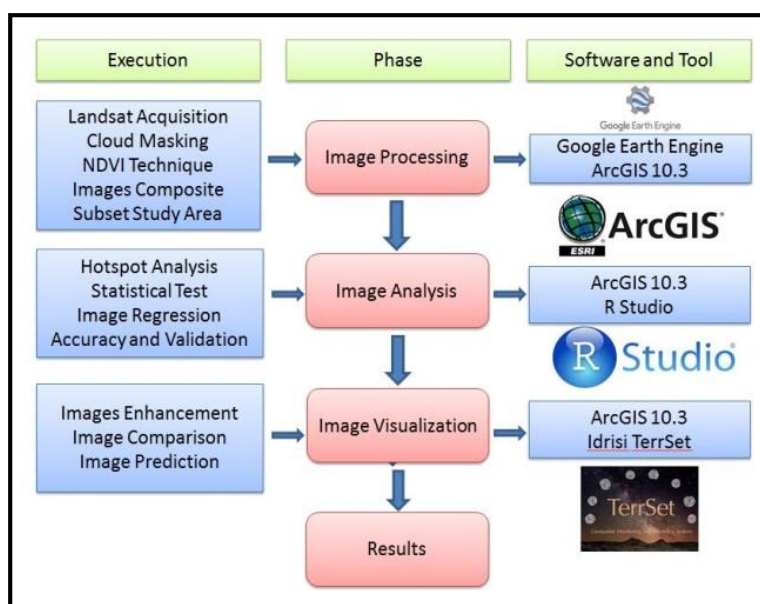 Execution
Phase
Software and Tool
Landsat Acquisition
Cloud Masking
NDVI Technique
Images Composite
Subset Study Area
Image Processing
Google Earth Engine
Google Earth Engine
ArcGIS 10.3
ArcGIS®
ESRI
Hotspot Analysis
Statistical Test
Image Regression
Accuracy and Validation
Image Analysis
ArcGIS 10.3
R Studio
R Studio®
Images Enhancement
Image Comparison
Image Prediction
Image Visualization
ArcGIS 10.3
Idrisi TerrSet
TerrSet
Results